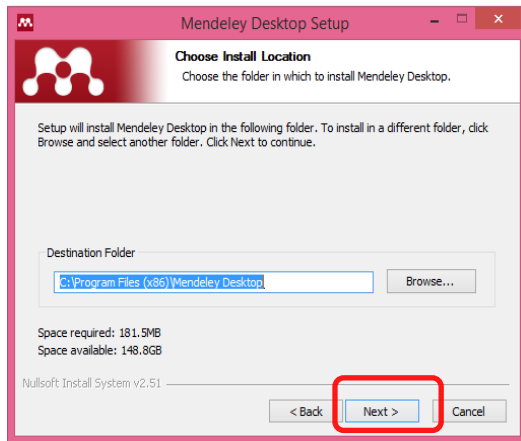 Mendeley Desktop Setup
Choose Install Location
Choose the folder in which to install Mendeley Desktop.
Setup will install Mendeley Desktop in the following folder. To install in a different folder, click
Browse and select another folder. Click Next to continue.
Destination Folder
C:\Program Files (x86)\Mendeley Desktop
Browse...
Space required: 181.5MB
Space available: 148.8GB
Nullsoft Install System v2.51
< Back
Next >
Cancel